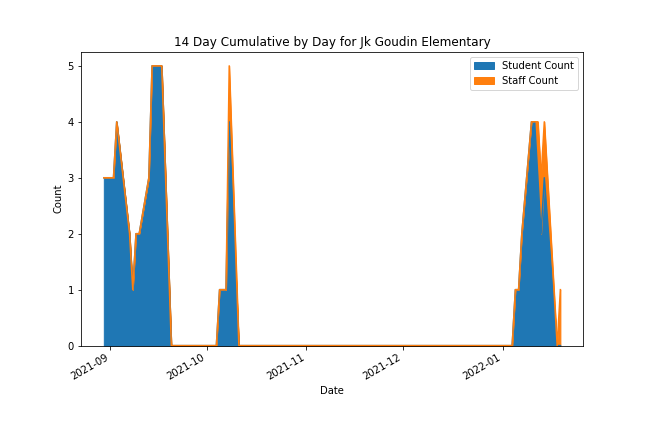 14 Day Cumulative by Day for Jk Goudin Elementary
Student Count
Staff Count
Count
5
4
3
2
1
0
2021-09
2021-10
2021-11
2021-12
2022-01
Date